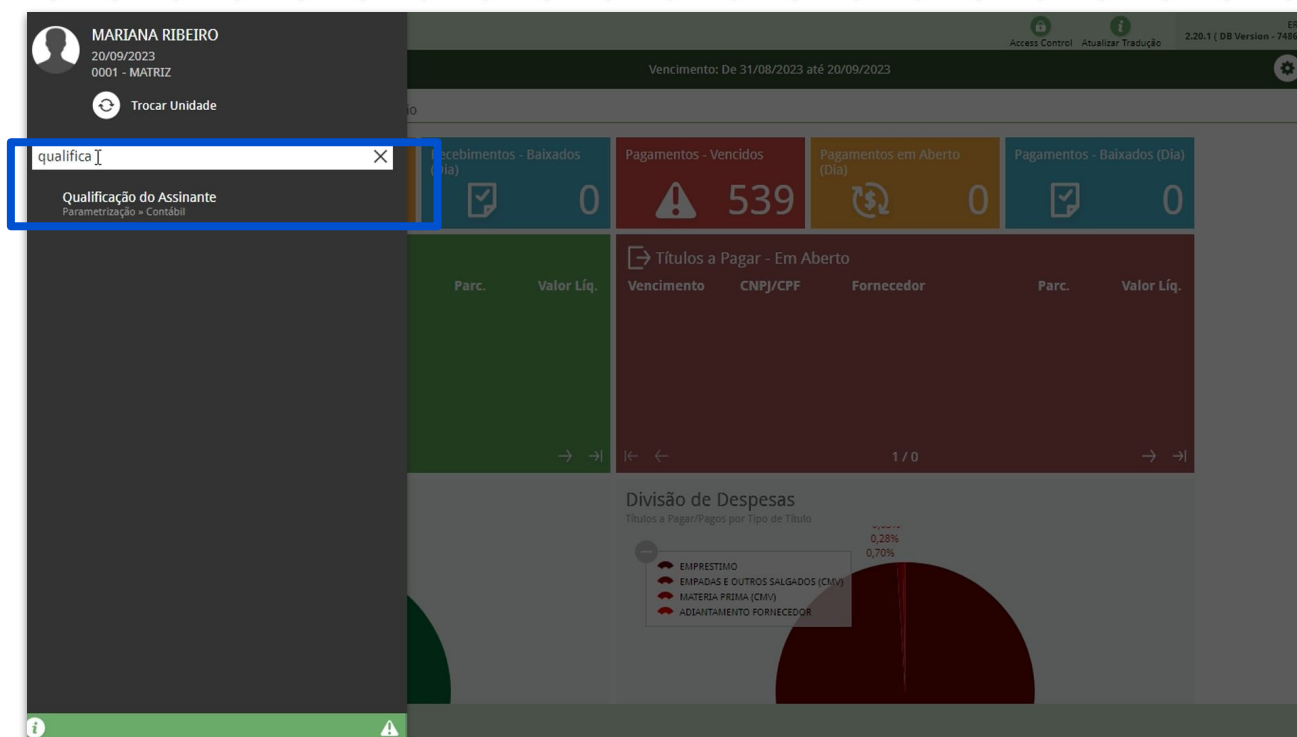 MARIANA RIBEIRO
20/09/2023
0001 - MATRIZ
Trocar Unidade
qualifica
Qualificação do Assinante
Parametrização » Contábil
Access Control
Atualizar Tradução
2.20.1 ( DB Version - 7486
Vencimento: De 31/08/2023 até 20/09/2023
Recebimentos - Baixados
(Dia)
0
Pagamentos - Vencidos
539
Pagamentos em Aberto
(Dia)
0
Pagamentos - Baixados (Dia)
0
Parc. Valor Líq.
Títulos a Pagar - Em Aberto
Vencimento CNPJ/CPF Fornecedor Parc. Valor Líq.
1 / 0
Divisão de Despesas
Títulos a Pagar/Pagos por Tipo de Título
0,28%
0,70%
EMPRESTIMO
EMPADAS E OUTROS SALGADOS (CMV)
MATERIA PRIMA (CMV)
ADIANTAMENTO FORNECEDOR